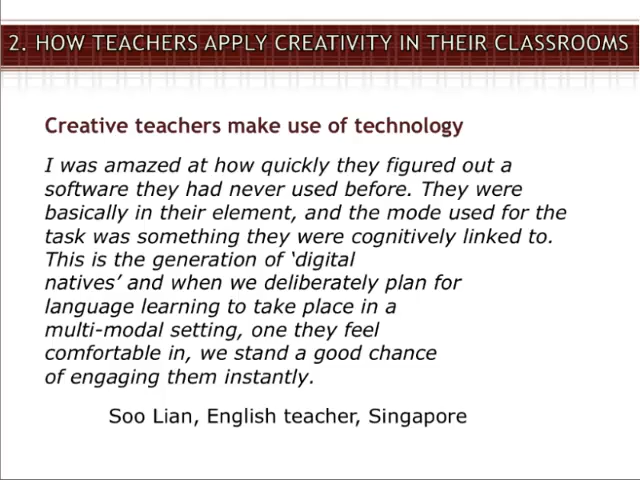 2. HOW TEACHERS APPLY CREATIVITY IN THEIR CLASSROOMS
Creative teachers make use of technology
I was amazed at how quickly they figured out a
software they had never used before. They were
basically in their element, and the mode used for the
task was something they were cognitively linked to.
This is the generation of ‘digital
natives’ and when we deliberately plan for
language learning to take place in a
multi-modal setting, one they feel
comfortable in, we stand a good chance
of engaging them instantly.
Soo Lian, English teacher, Singapore